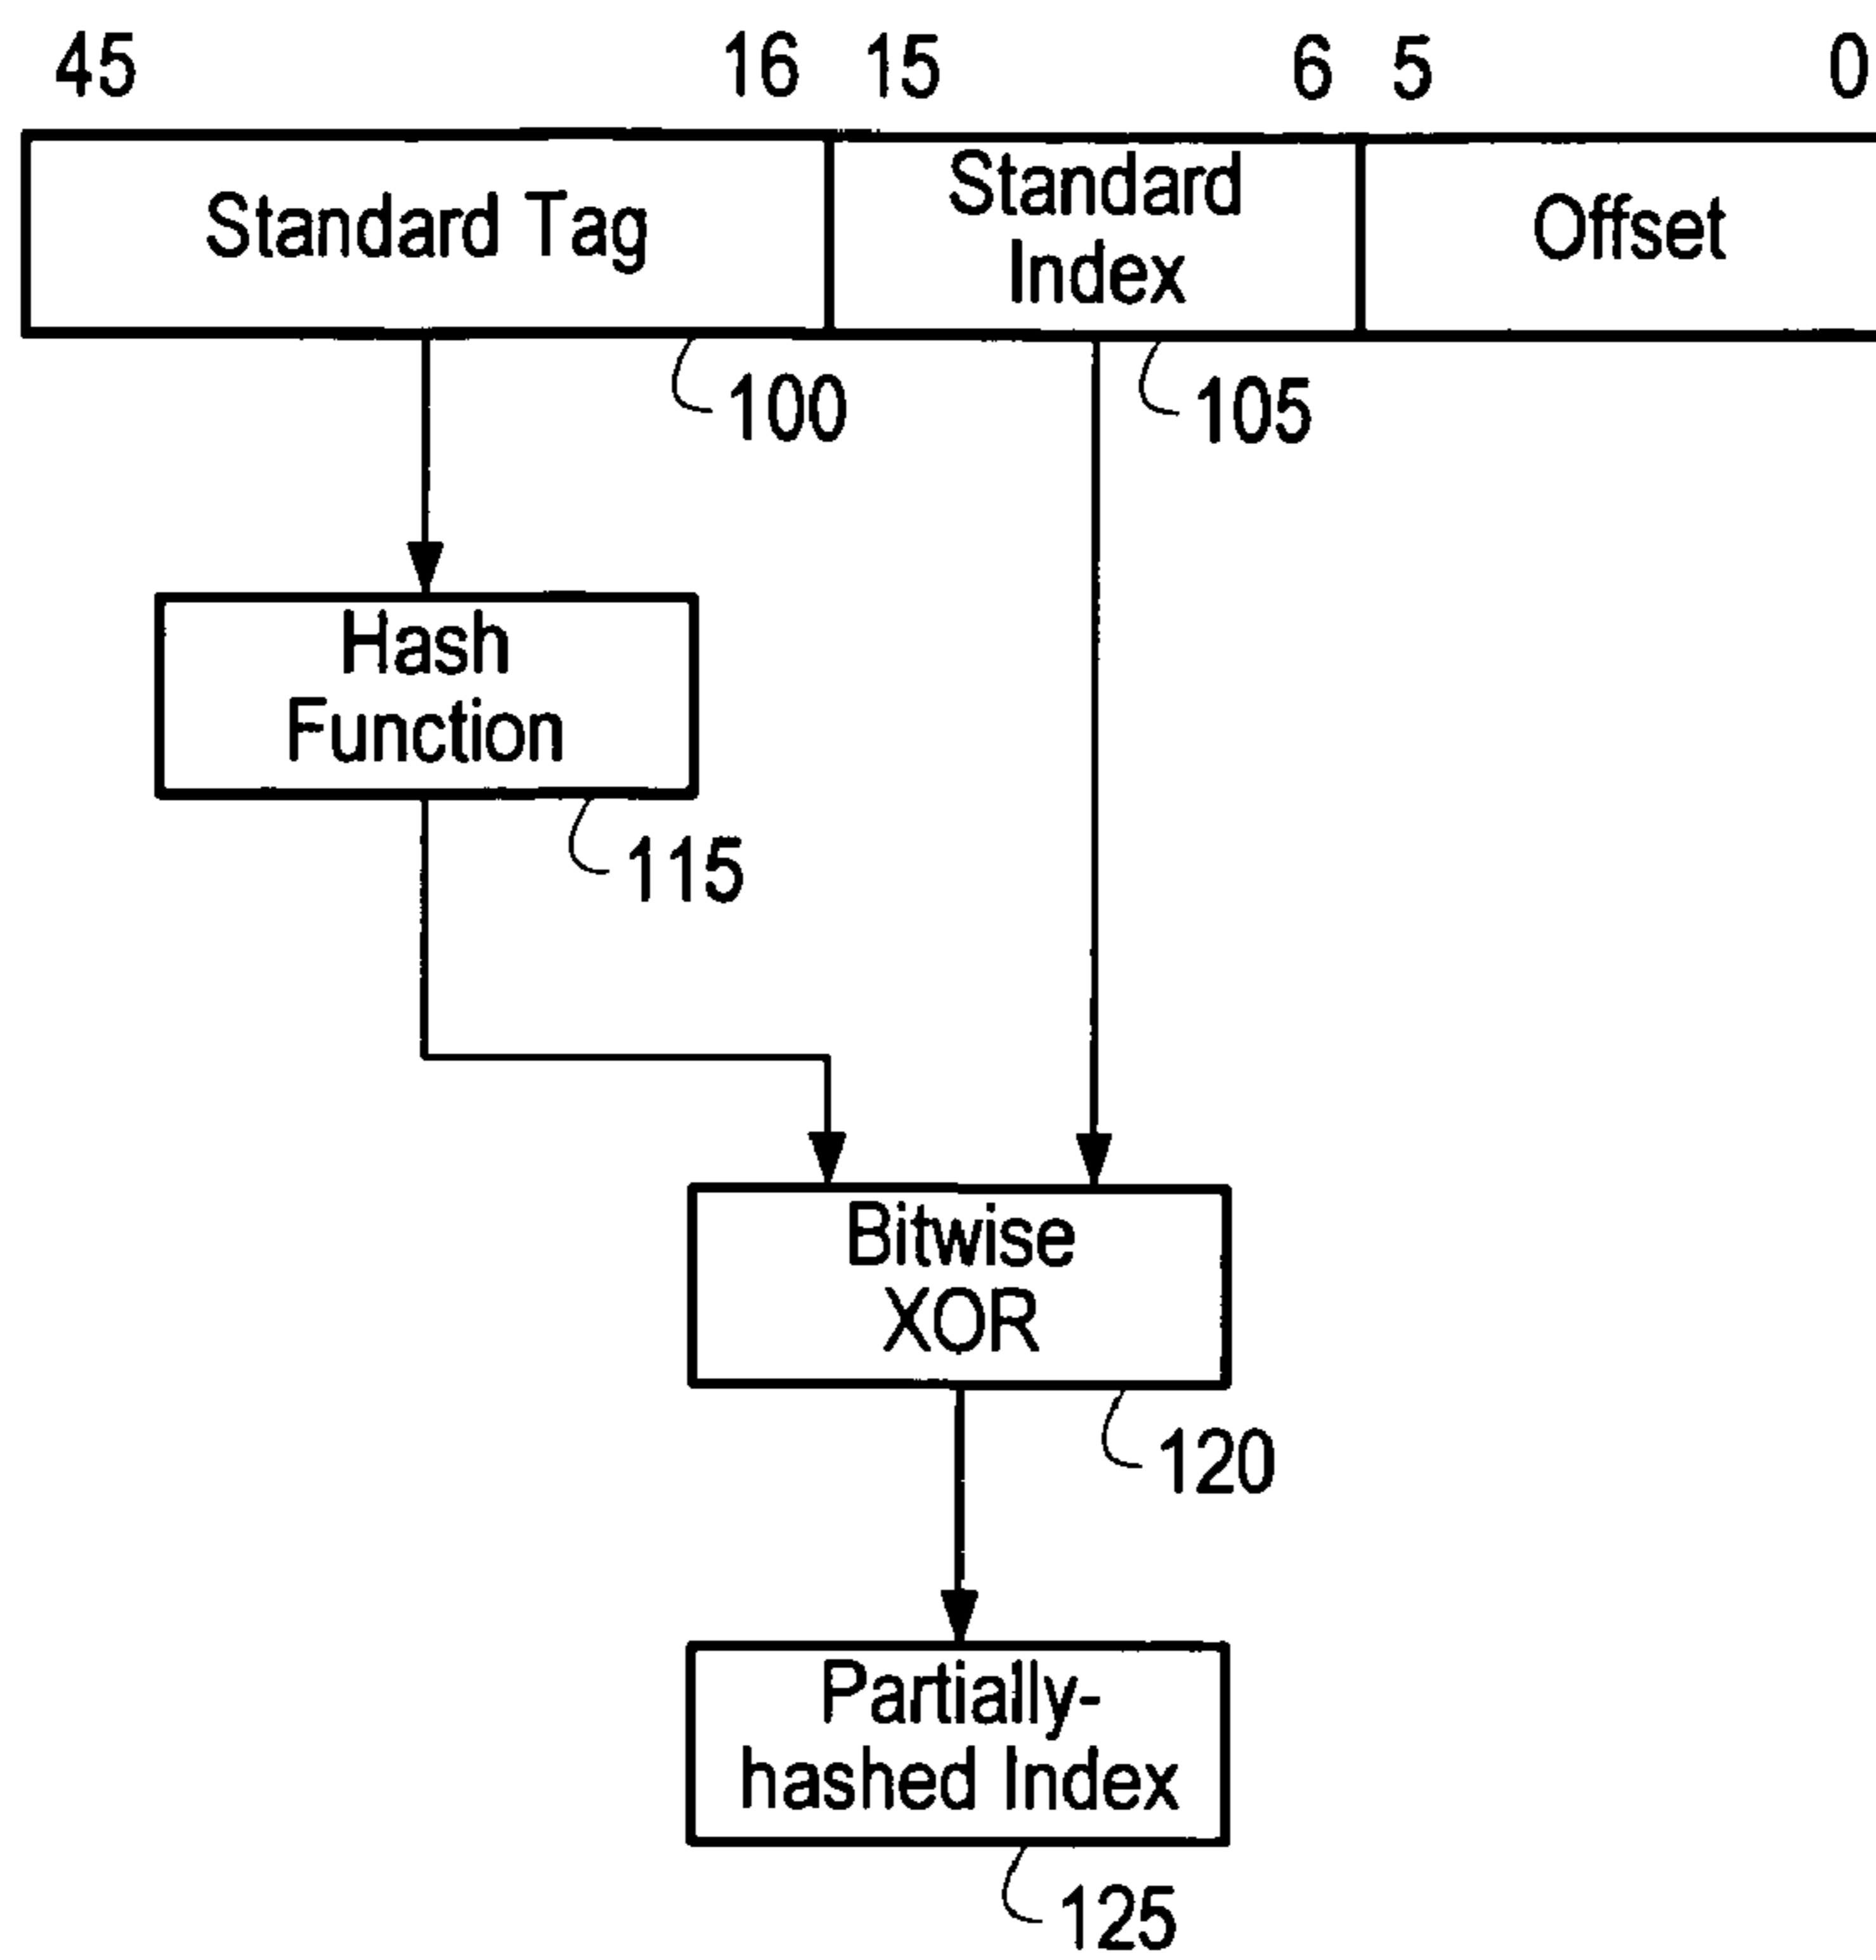 45 16 15 6 5 0
Standard Tag
Standard
Index
Offset
100
105
Hash
Function
115
Bitwise
XOR
120
Partially-
hashed Index
125